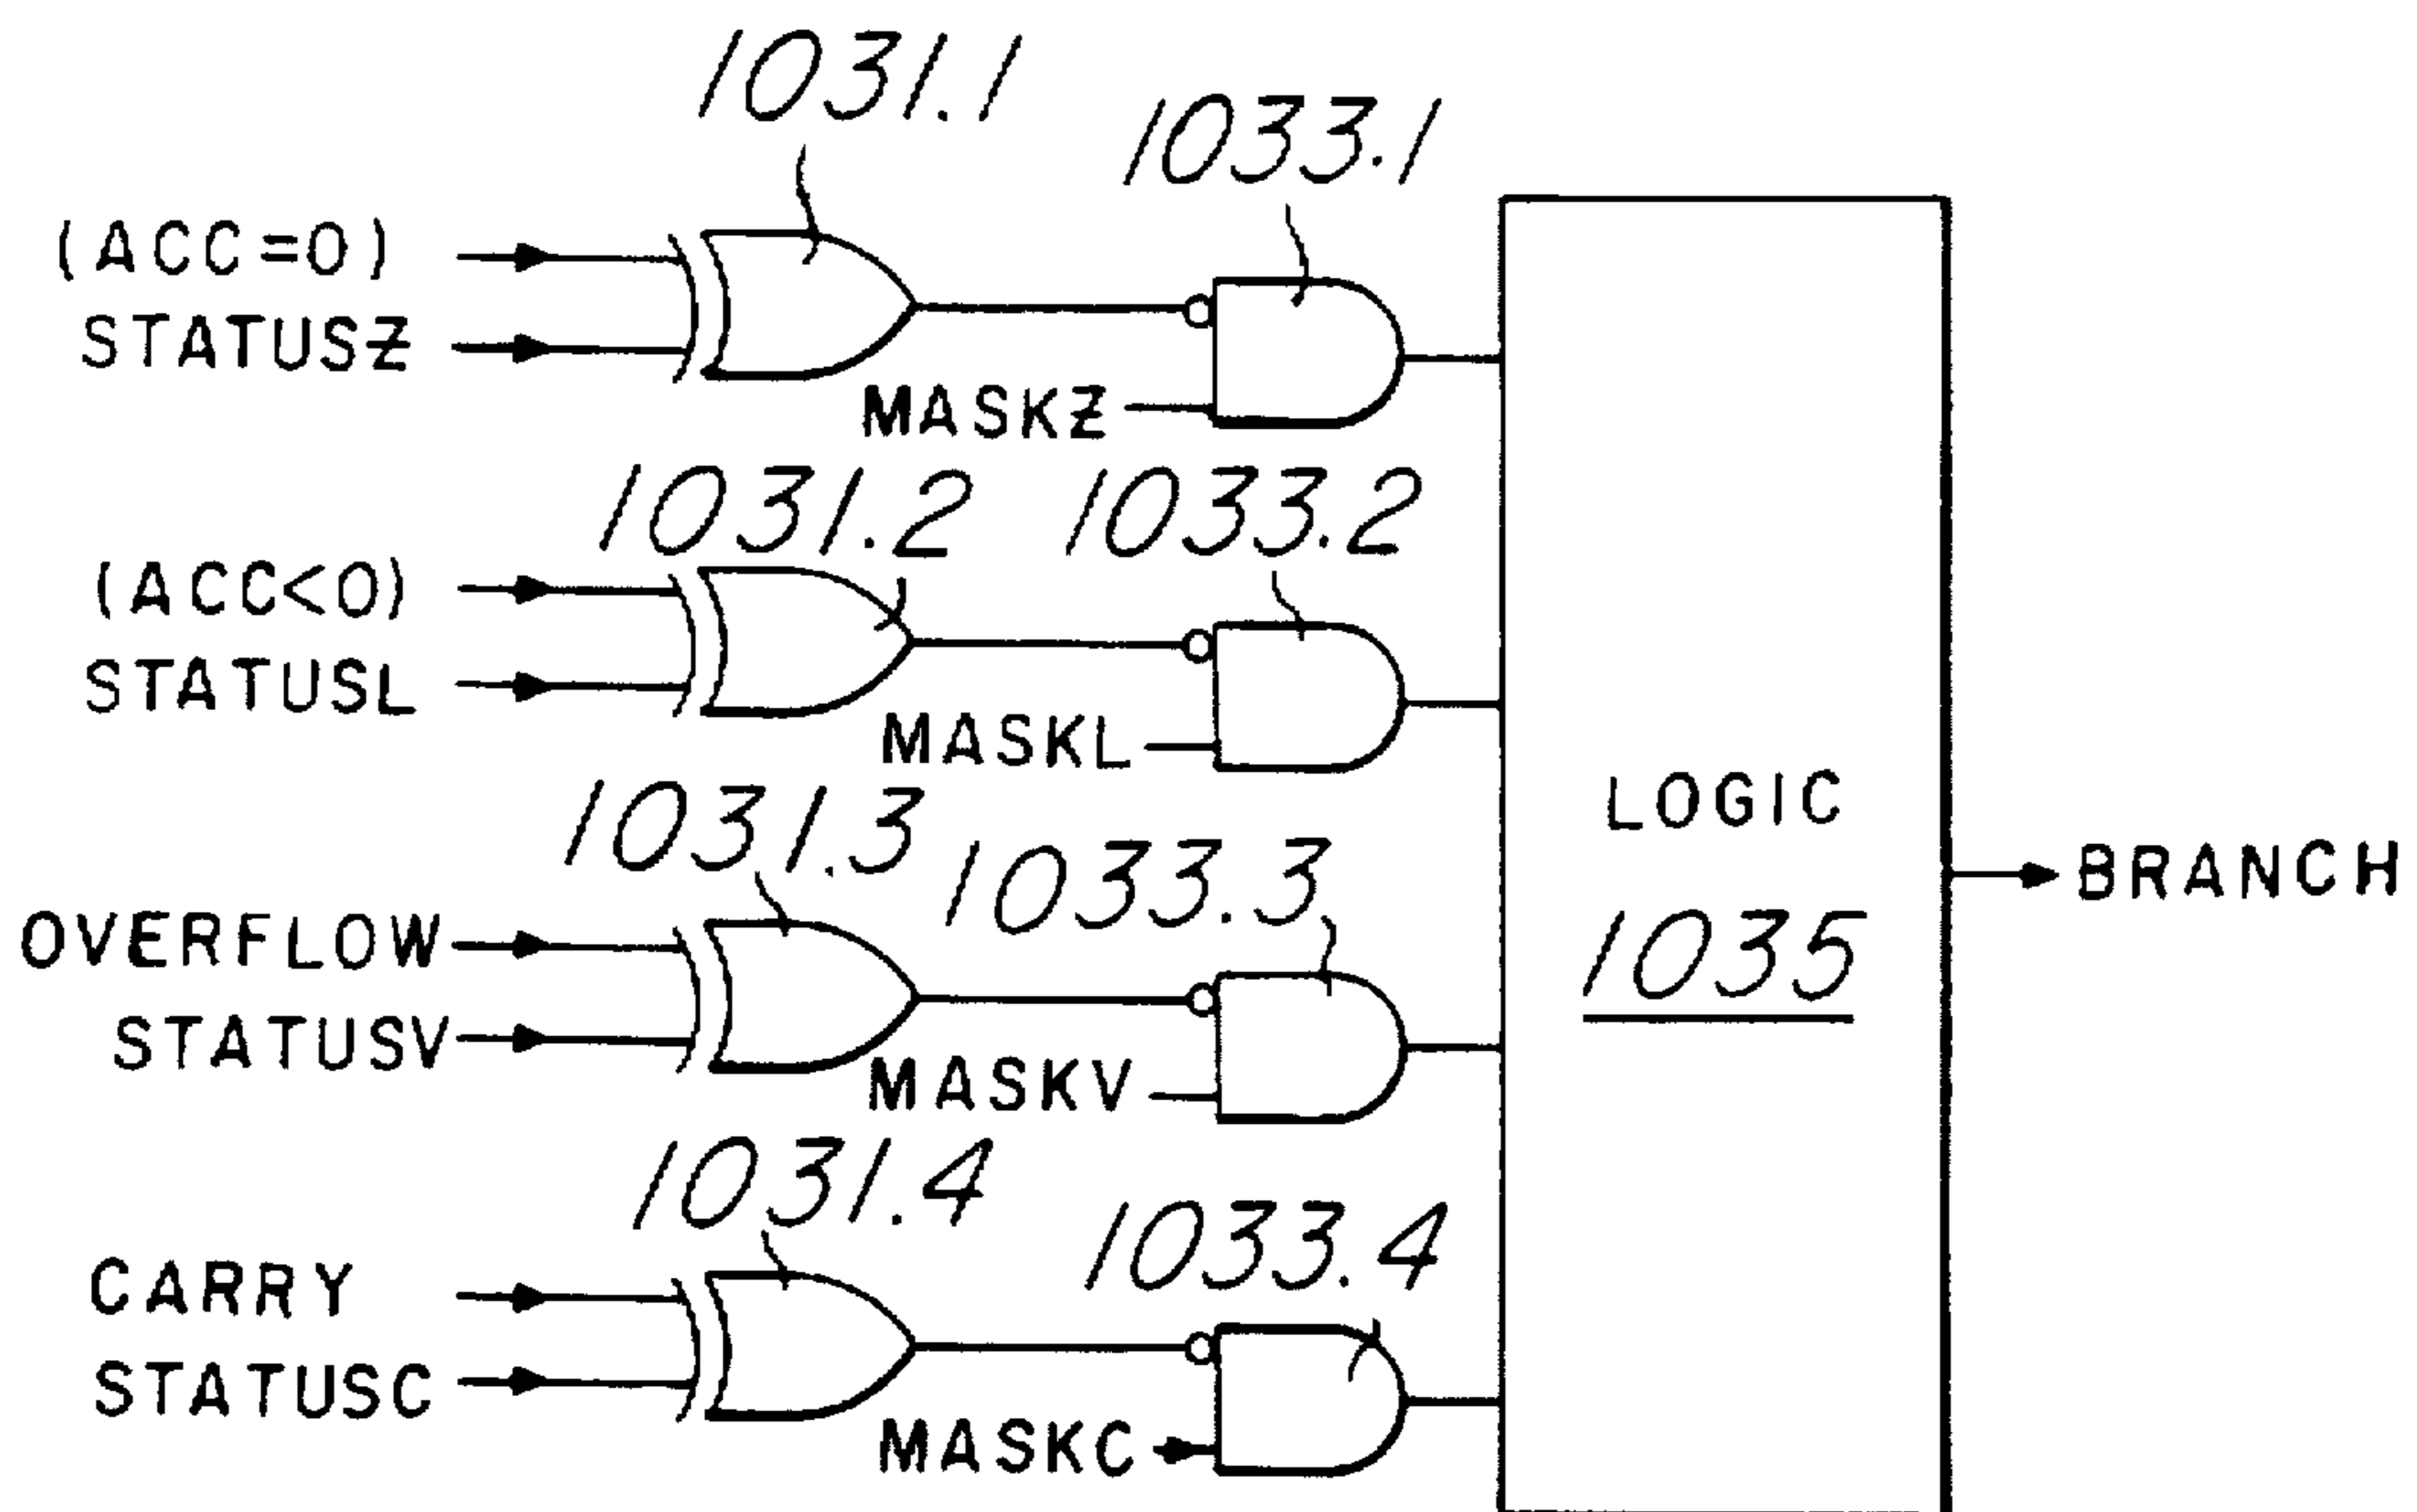 1031.1
1033.1
(ACC=0)
STATUSZ
MASKZ
1031.2
1033.2
(ACC<0)
STATUSL
MASKL
1031.3
1033.3
LOGIC
1035
BRANCH
OVERFLOW
STATUSV
MASKV
1031.4
1033.4
CARRY
STATUSC
MASKC